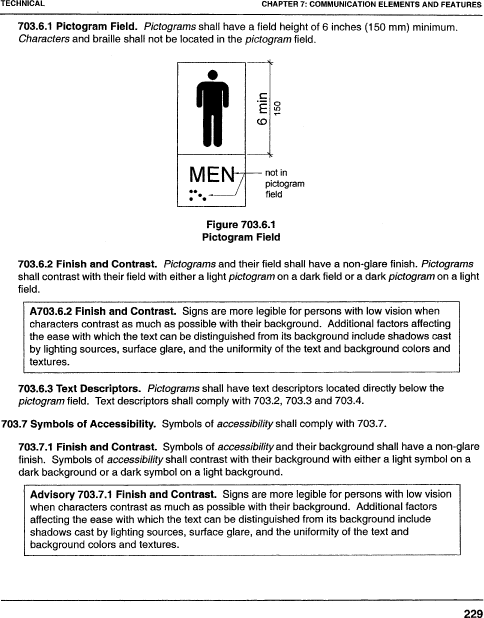 TECHNICAL CHAPTER 7: COMMUNICATION ELEMENTS AND FEATURES
703.6.1 Pictogram Field. Pictograms shall have a field height of 6 inches (150 mm) minimum.
Characters and braille shall not be located in the pictogram field.
6 min
150
MEN
not in
pictogram
field
Figure 703.6.1
Pictogram Field
703.6.2 Finish and Contrast. Pictograms and their field shall have a non-glare finish. Pictograms
shall contrast with their field with either a light pictogram on a dark field or a dark pictogram on a light
field.
A703.6.2 Finish and Contrast. Signs are more legible for persons with low vision when
characters contrast as much as possible with their background. Additional factors affecting
the ease with which the text can be distinguished from its background include shadows cast
by lighting sources, surface glare, and the uniformity of the text and background colors and
textures.
703.6.3 Text Descriptors. Pictograms shall have text descriptors located directly below the
pictogram field. Text descriptors shall comply with 703.2, 703.3 and 703.4.
703.7 Symbols of Accessibility. Symbols of accessibility shall comply with 703.7.
703.7.1 Finish and Contrast. Symbols of accessibility and their background shall have a non-glare
finish. Symbols of accessibility shall contrast with their background with either a light symbol on a
dark background or a dark symbol on a light background.
Advisory 703.7.1 Finish and Contrast. Signs are more legible for persons with low vision
when characters contrast as much as possible with their background. Additional factors
affecting the ease with which the text can be distinguished from its background include
shadows cast by lighting sources, surface glare, and the uniformity of the text and
background colors and textures.
229